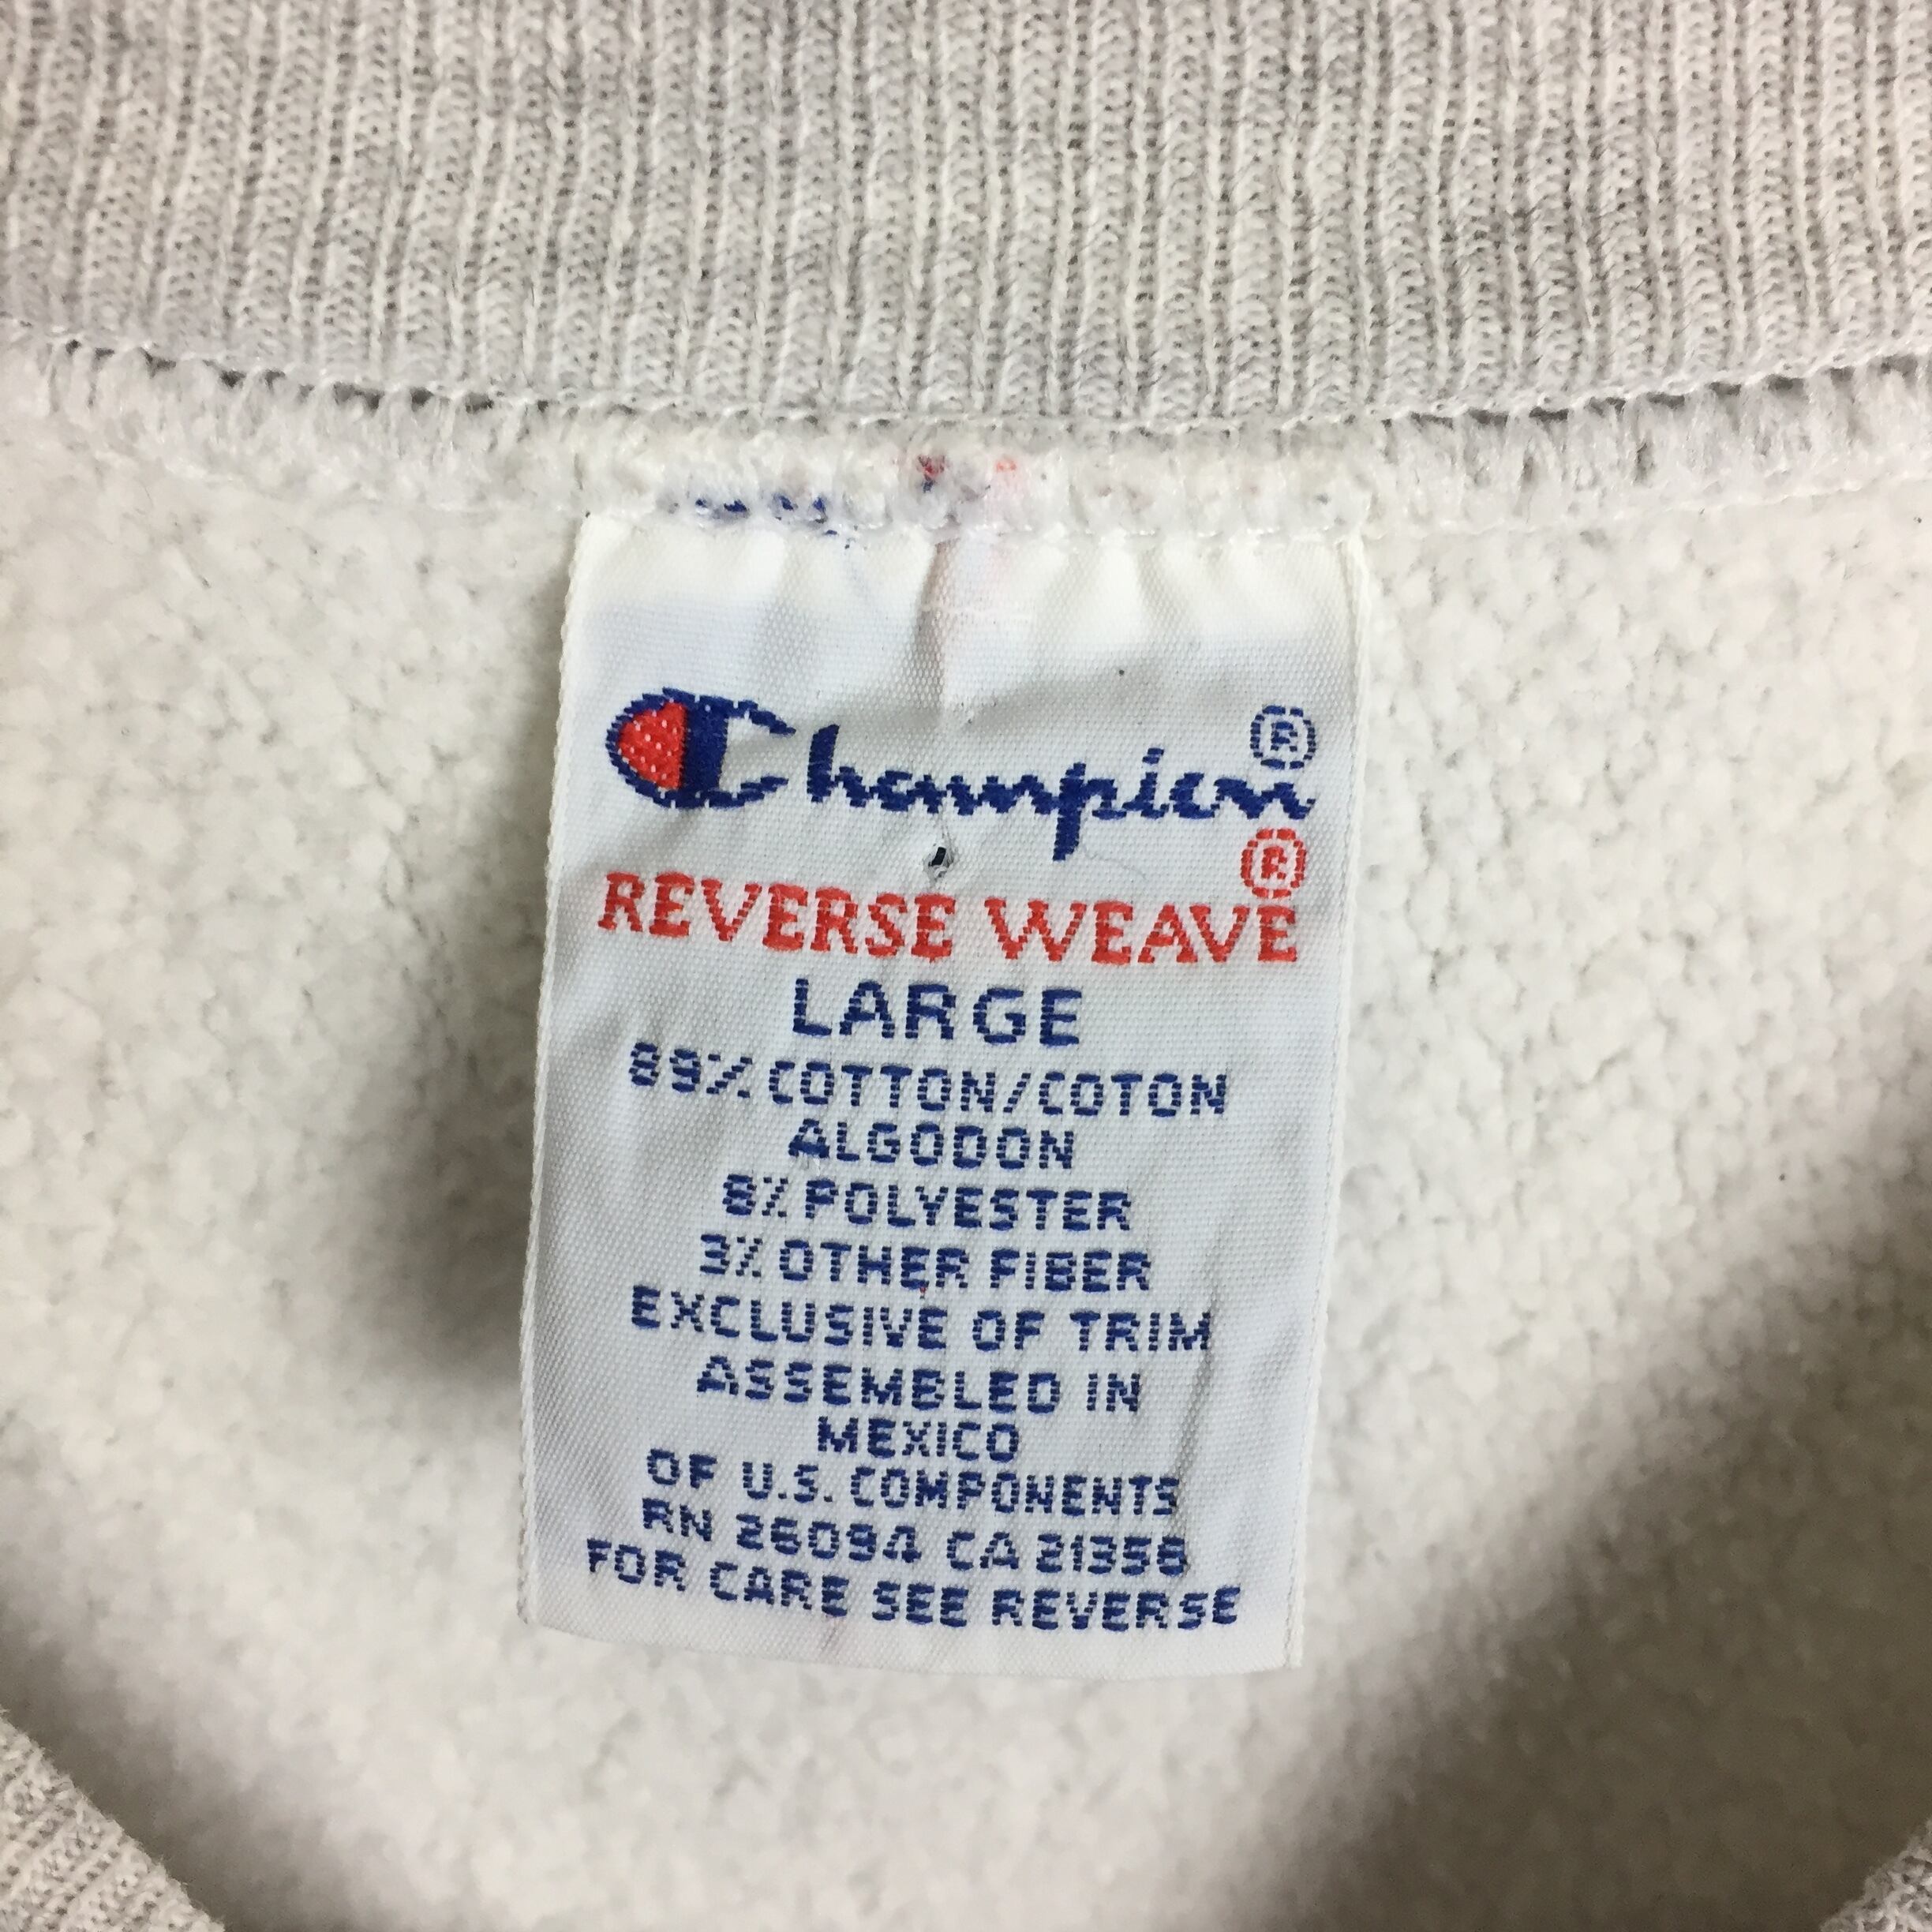 Champion®
REVERSE WEAVE®
LARGE
89% COTTON/COTON
ALGODON
8% POLYESTER
3% OTHER FIBER
EXCLUSIVE OF TRIM
ASSEMBLED IN
MEXICO
OF U.S. COMPONENTS
RN 26094 CA 21358
FOR CARE SEE REVERSE